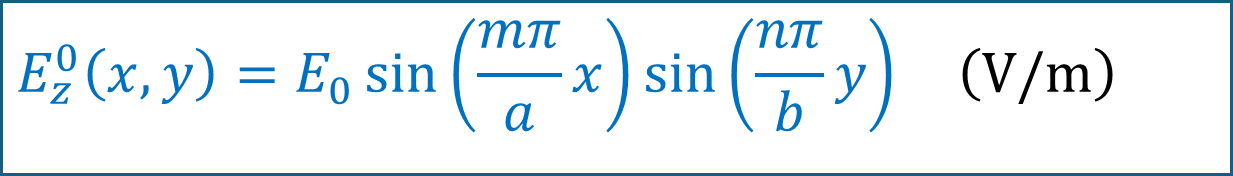 E_z^0(x, y) = E_0 sin(mπ/a x) sin(nπ/b y) (V/m)